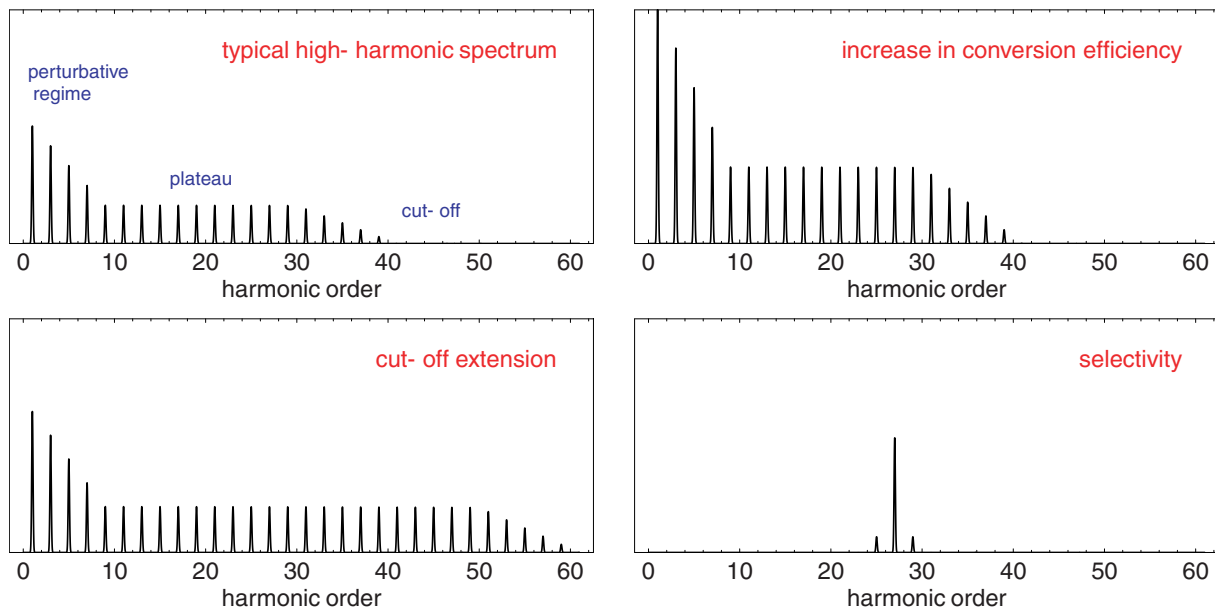 typical high- harmonic spectrum
perturbative
regime
plateau
cut- off
0 10 20 30 40 50 60
harmonic order
increase in conversion efficiency
0 10 20 30 40 50 60
harmonic order
cut- off extension
0 10 20 30 40 50 60
harmonic order
selectivity
0 10 20 30 40 50 60
harmonic order